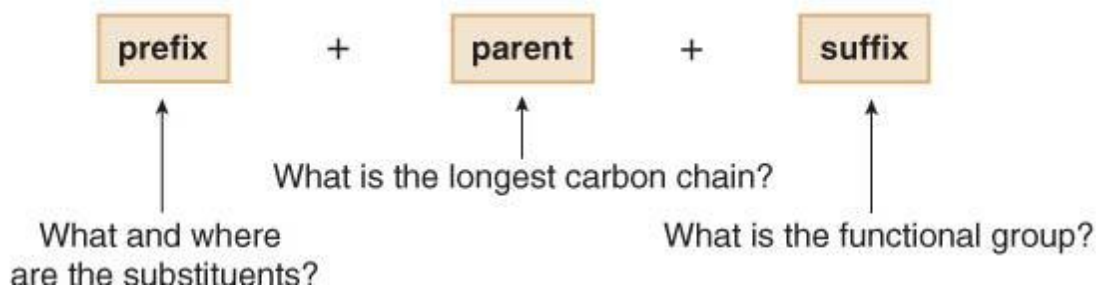 prefix + parent + suffix
What is the longest carbon chain?
What and where
are the substituents?
What is the functional group?